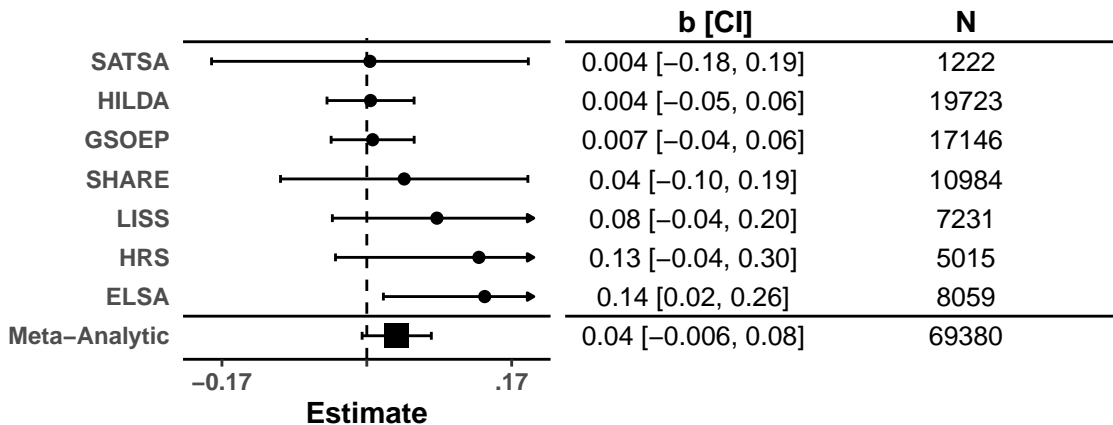 b [CI] N
SATSA 0.004 [−0.18, 0.19] 1222
HILDA 0.004 [−0.05, 0.06] 19723
GSOEP 0.007 [−0.04, 0.06] 17146
SHARE 0.04 [−0.10, 0.19] 10984
LISS 0.08 [−0.04, 0.20] 7231
HRS 0.13 [−0.04, 0.30] 5015
ELSA 0.14 [0.02, 0.26] 8059
Meta−Analytic 0.04 [−0.006, 0.08] 69380
−0.17 .17
Estimate